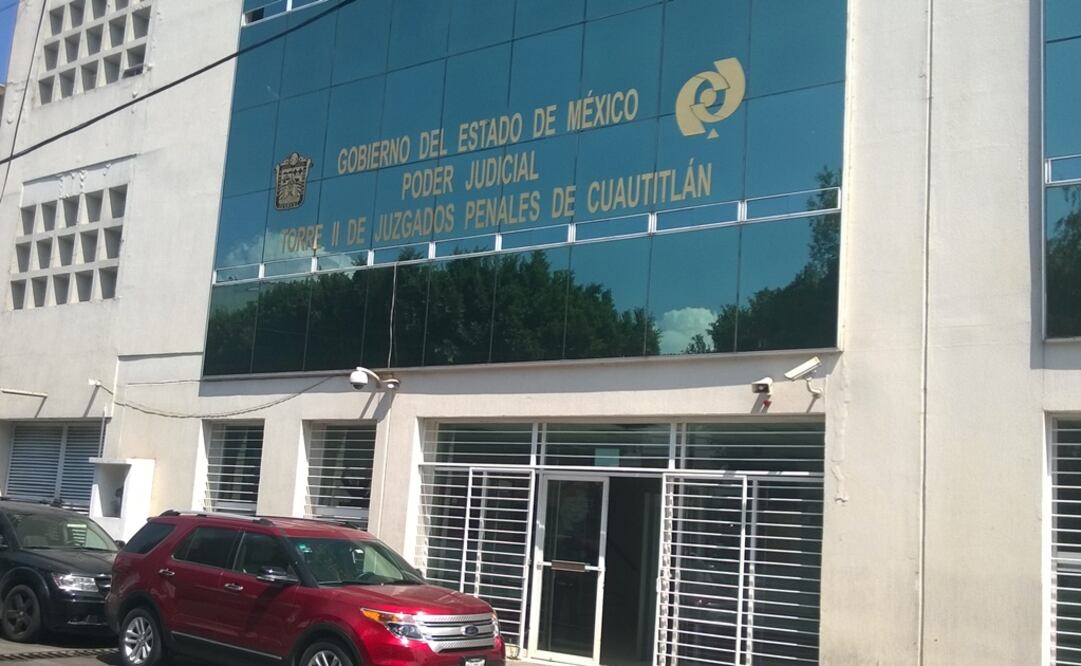 GOBIERNO DEL ESTADO DE MÉXICO
PODER JUDICIAL
TORRE II DE JUZGADOS PENALES DE CUAUTITLÁN